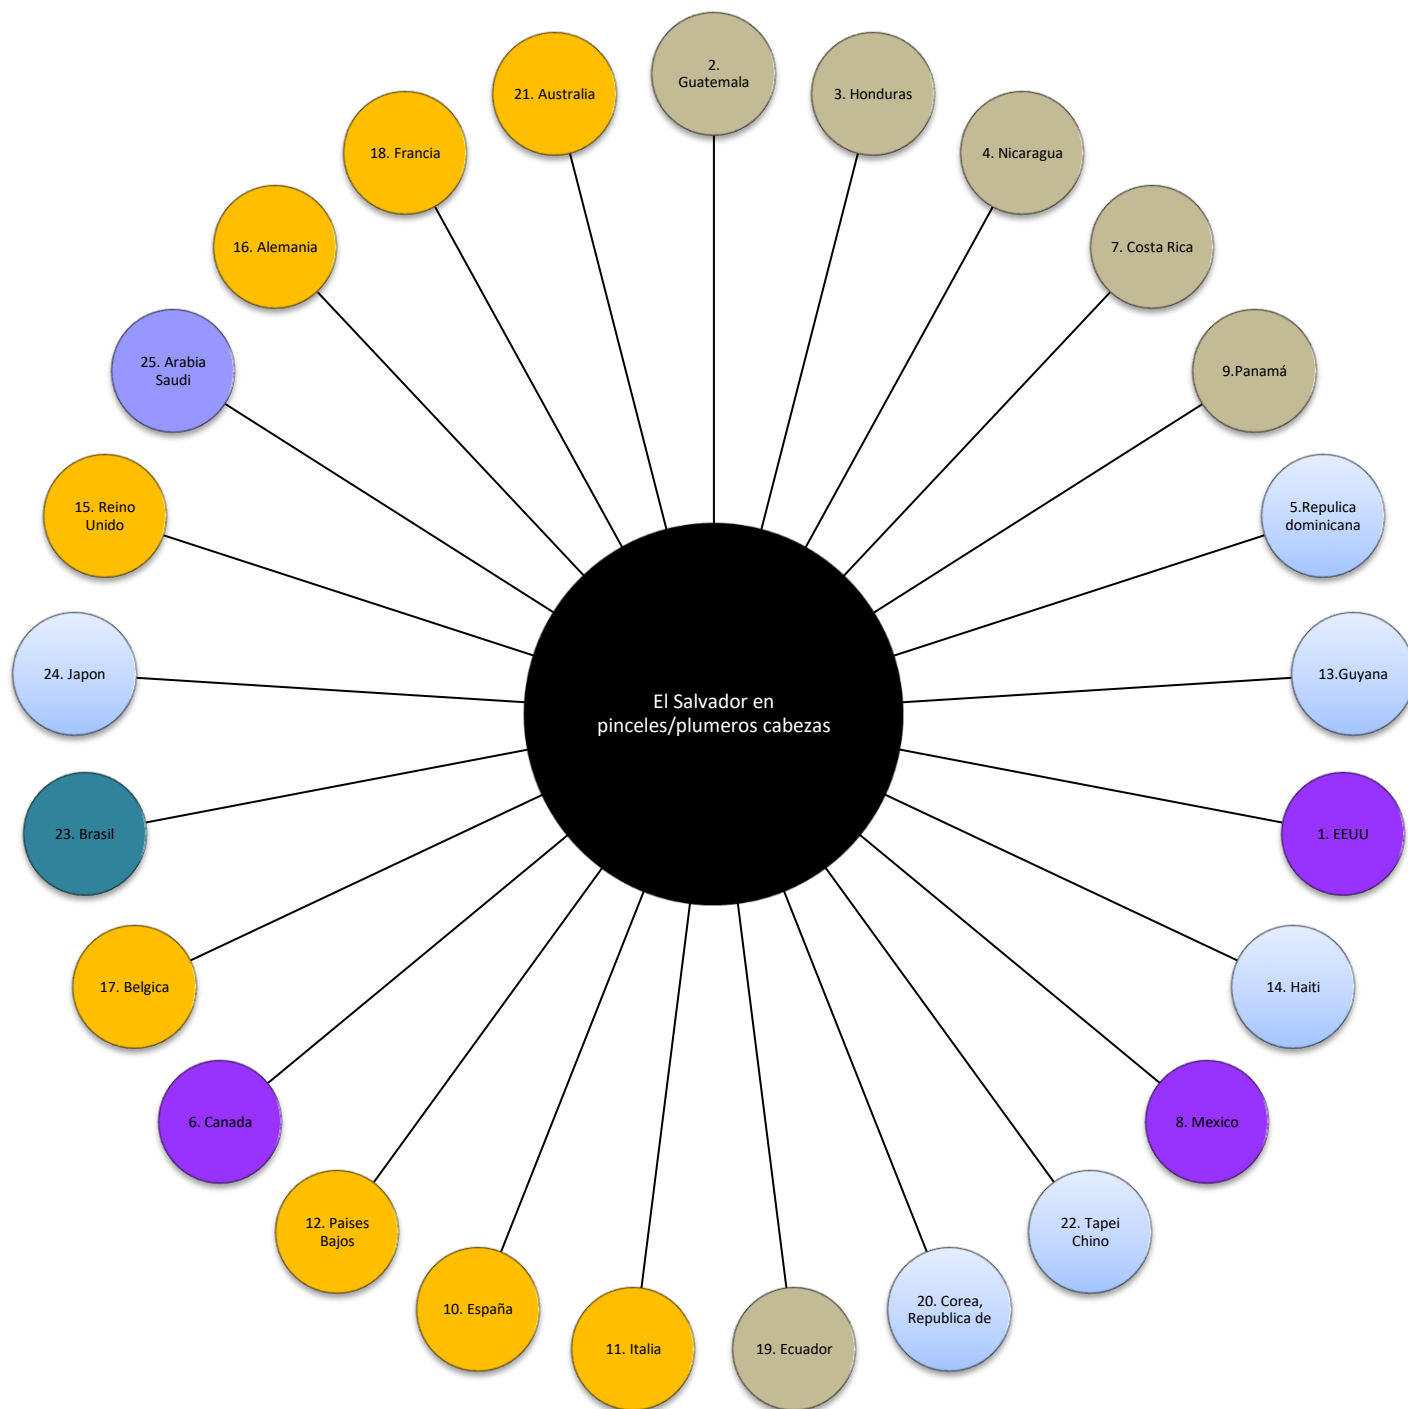 2.
Guatemala
3. Honduras
4. Nicaragua
7. Costa Rica
9.Panamá
5.Repulica
dominicana
13.Guyana
1. EEUU
14. Haiti
8. Mexico
22. Tapei
Chino
20. Corea,
Republica de
19. Ecuador
11. Italia
10. España
12. Paises
Bajos
6. Canada
17. Belgica
23. Brasil
24. Japon
15. Reino
Unido
25. Arabia
Saudi
16. Alemania
18. Francia
21. Australia
El Salvador en
pinceles/plumeros cabezas